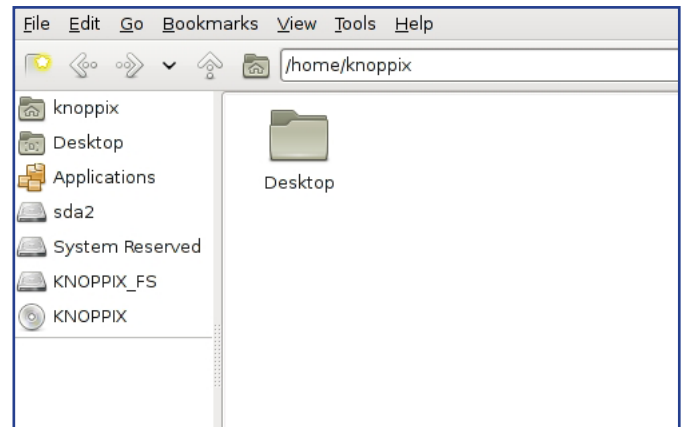 File Edit Go Bookmarks View Tools Help
/home/knoppix
knoppix
Desktop
Applications
sda2
System Reserved
KNOPPIX_FS
KNOPPIX
Desktop